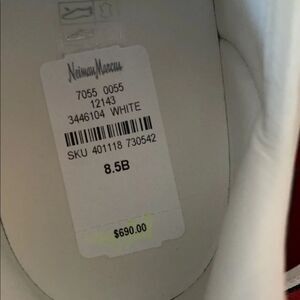 Neiman Marcus
7055 0055
12143
3446104 WHITE
SKU 401118 730542
8.5B
$690.00